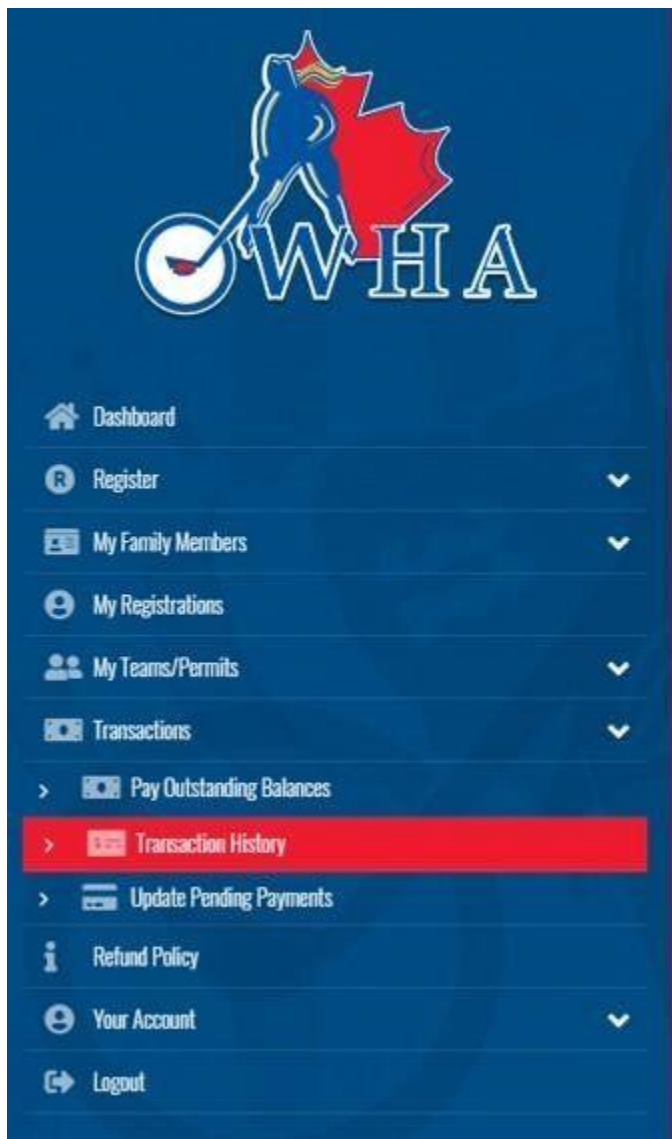 OWHA
Dashboard
R Register
My Family Members
My Registrations
My Teams/Permits
Transactions
Pay Outstanding Balances
Transaction History
Update Pending Payments
Refund Policy
Your Account
Logout